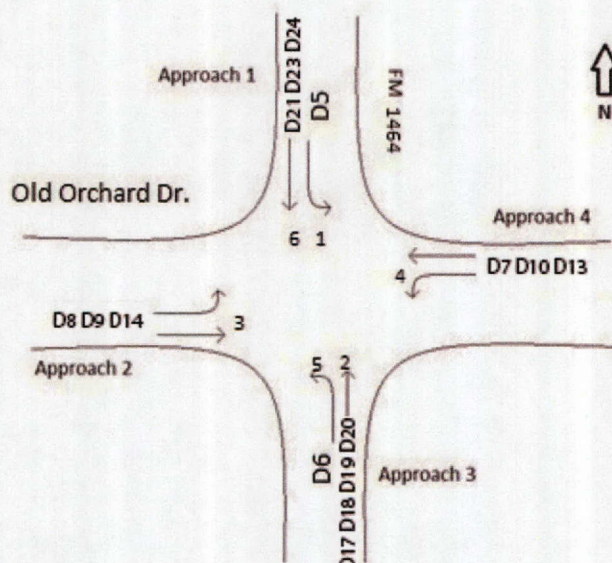 Approach 1
D21 D23 D24
D5
FM 1464
N
Old Orchard Dr.
Approach 4
6 1
4
D7 D10 D13
D8 D9 D14
3
Approach 2
5 2
D6
D17 D18 D19 D20
Approach 3